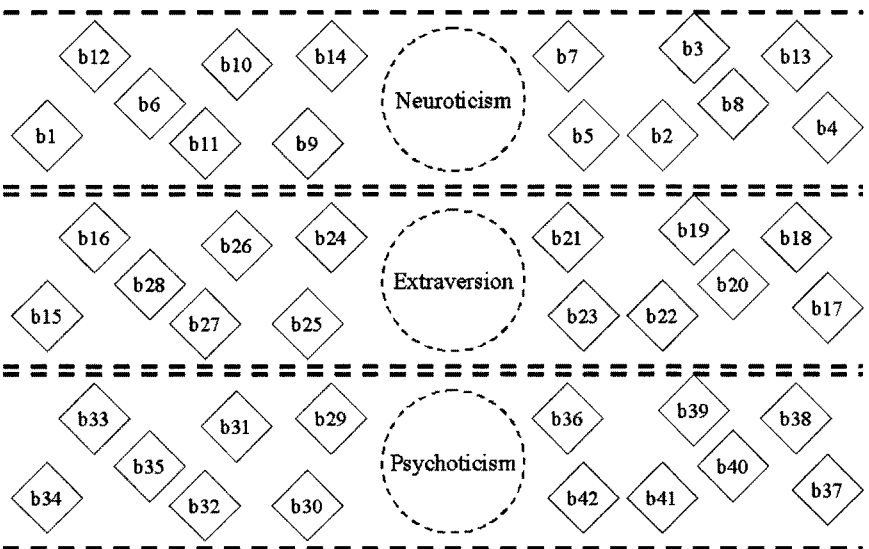 b12 b10 b14 b7 b3 b13
b6 Neuroticism b8
b1 b11 b9 b5 b2 b4
b16 b26 b24 b21 b19 b18
b28 Extraversion b20
b15 b27 b25 b23 b22 b17
b33 b31 b29 b36 b39 b38
b35 Psychoticism b40
b34 b32 b30 b42 b41 b37